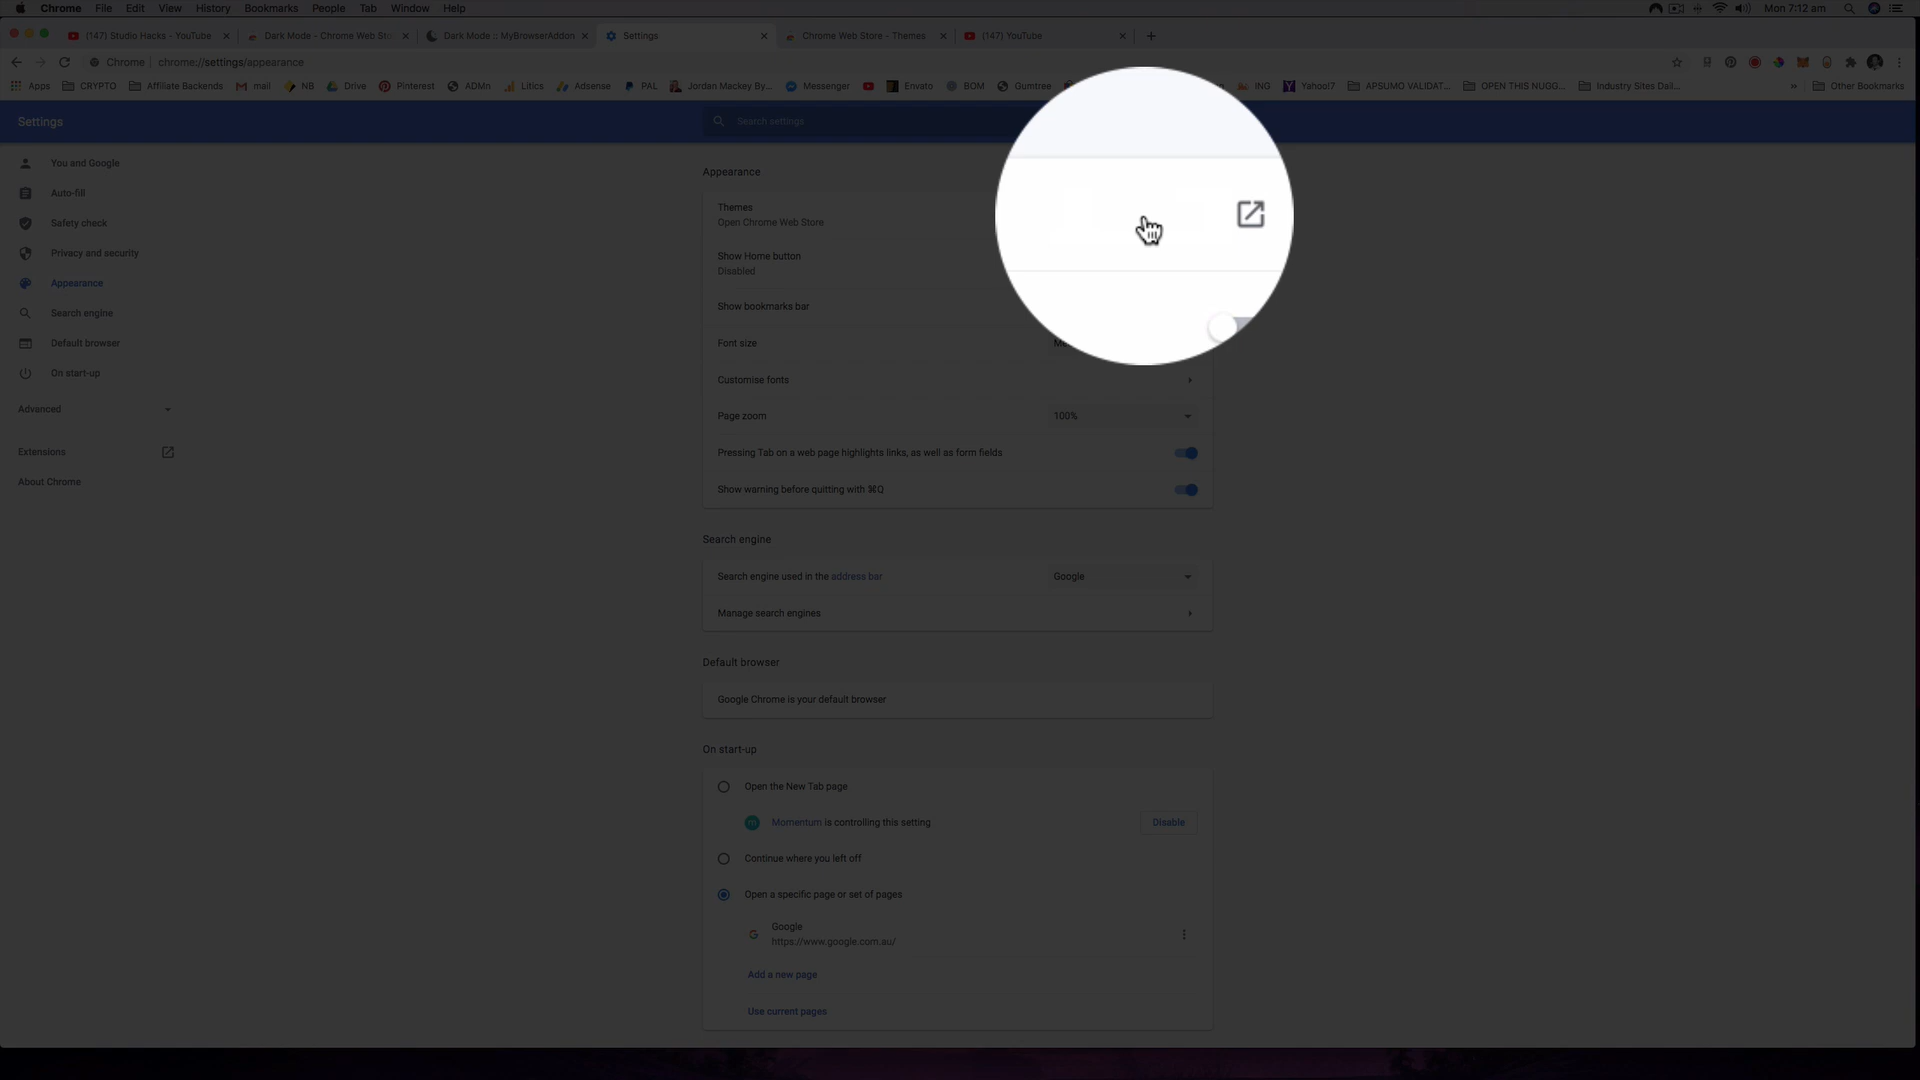 Chrome File Edit View History Bookmarks People Tab Window Help Mon 7:12 am
(147) Studio Hacks - YouTube Dark Mode - Chrome Web Sto Dark Mode :: MyBrowserAddon Settings Chrome Web Store - Themes (147) YouTube
Chrome | chrome://settings/appearance
Apps CRYPTO Affiliate Backends mail NB Drive Pinterest ADMn Litics Adsense PAL Jordan Mackey By... Messenger Envato BOM Gumtree ING Yahoo!7 APSUMO VALIDAT... OPEN THIS NUGG... Industry Sites Dail... » Other Bookmarks
Settings
Search settings
You and Google
Auto-fill
Safety check
Privacy and security
Appearance
Search engine
Default browser
On start-up
Advanced
Extensions
About Chrome
Appearance
Themes
Open Chrome Web Store
Show Home button
Disabled
Show bookmarks bar
Font size
Customise fonts
Page zoom 100%
Pressing Tab on a web page highlights links, as well as form fields
Show warning before quitting with ⌘Q
Search engine
Search engine used in the address bar Google
Manage search engines
Default browser
Google Chrome is your default browser
On start-up
Open the New Tab page
Momentum is controlling this setting Disable
Continue where you left off
Open a specific page or set of pages
Google
https://www.google.com.au/
Add a new page
Use current pages